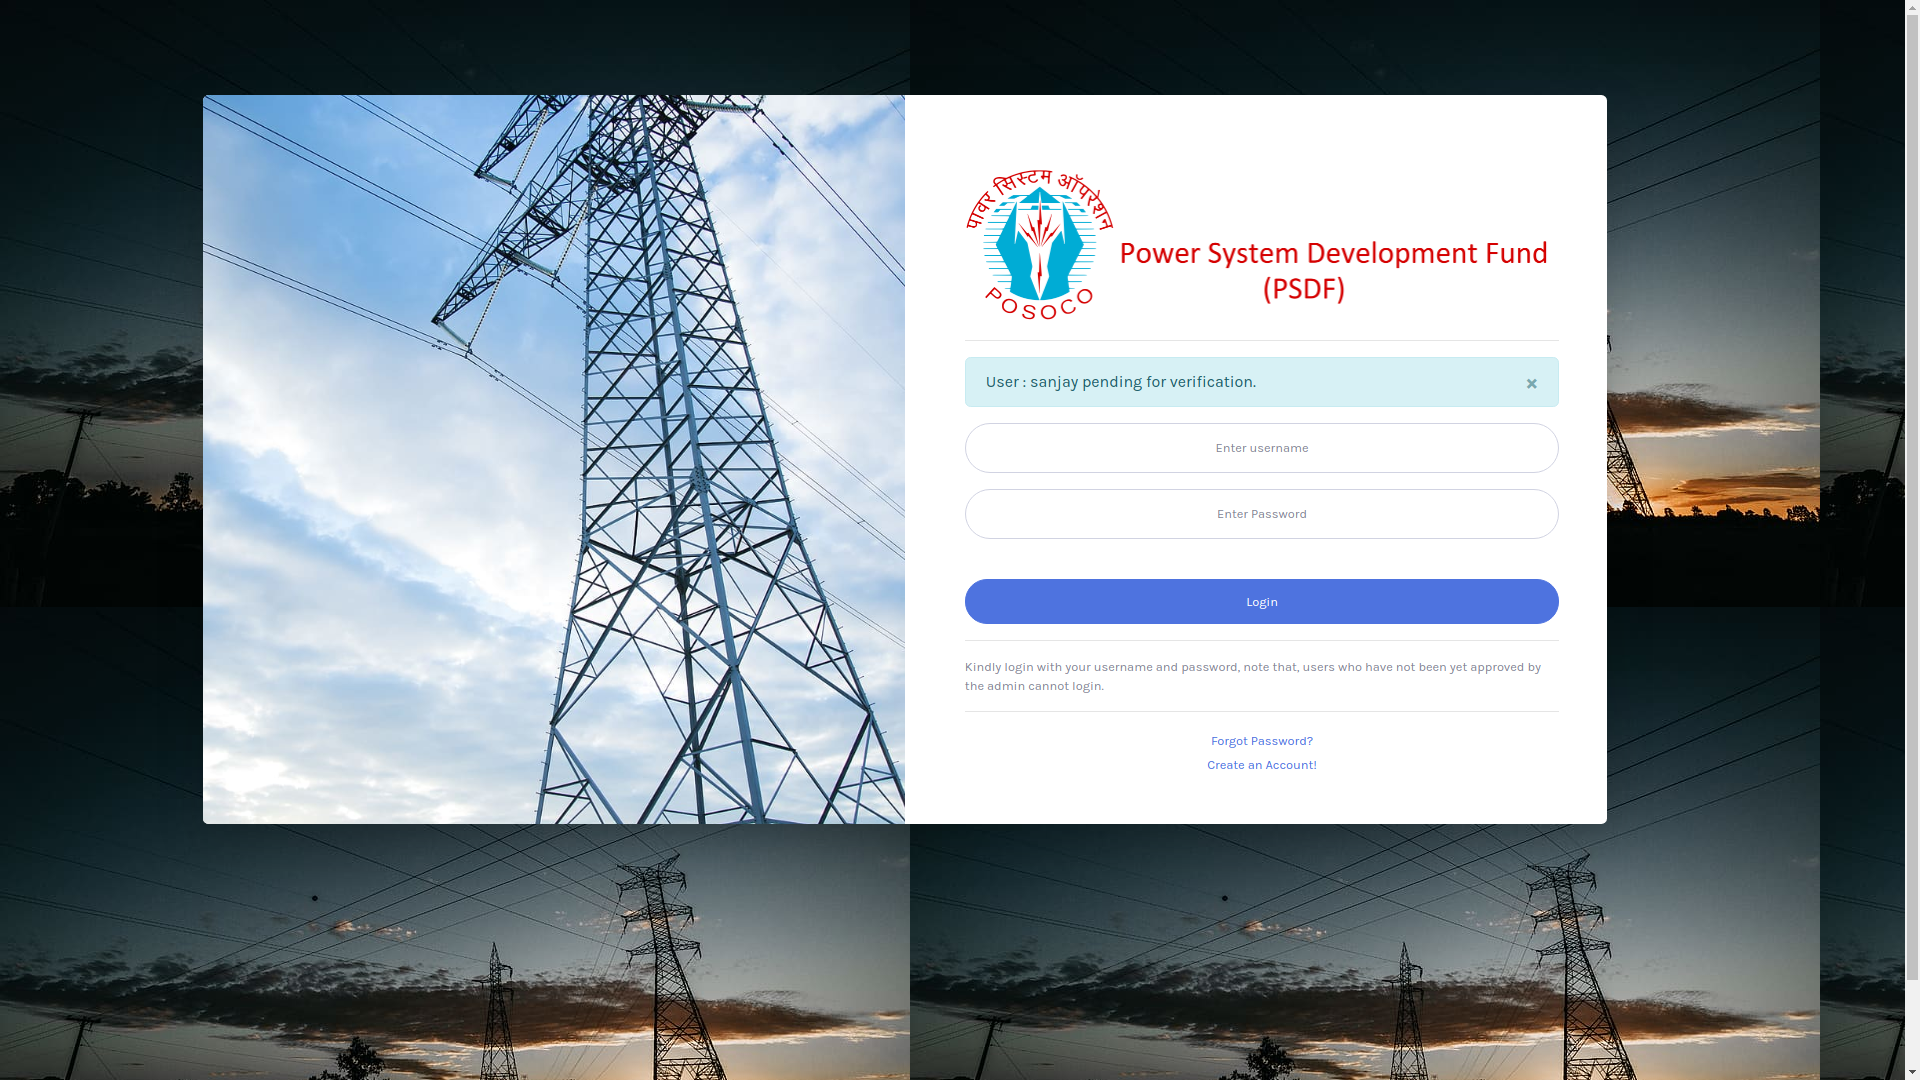 पावर सिस्टम ऑपरेशन
POSOCO
Power System Development Fund
(PSDF)
User : sanjay pending for verification.
×
Enter username
Enter Password
Login
Kindly login with your username and password, note that, users who have not been yet approved by
the admin cannot login.
Forgot Password?
Create an Account!